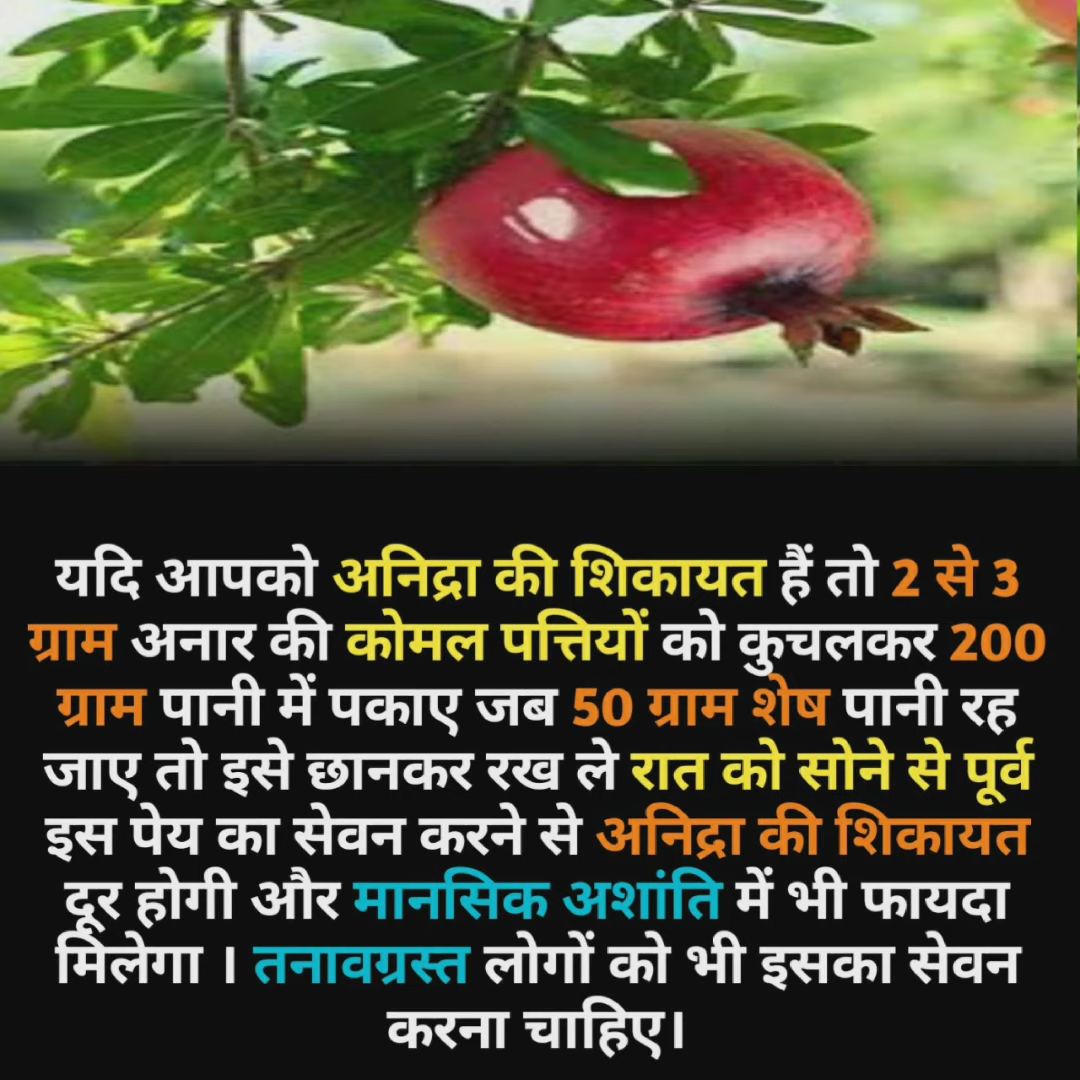 यदि आपको अनिद्रा की शिकायत हैं तो 2 से 3
ग्राम अनार की कोमल पत्तियों को कुचलकर 200
ग्राम पानी में पकाए जब 50 ग्राम शेष पानी रह
जाए तो इसे छानकर रख ले रात को सोने से पूर्व
इस पेय का सेवन करने से अनिद्रा की शिकायत
दूर होगी और मानसिक अशांति में भी फायदा
मिलेगा । तनावग्रस्त लोगों को भी इसका सेवन
करना चाहिए।